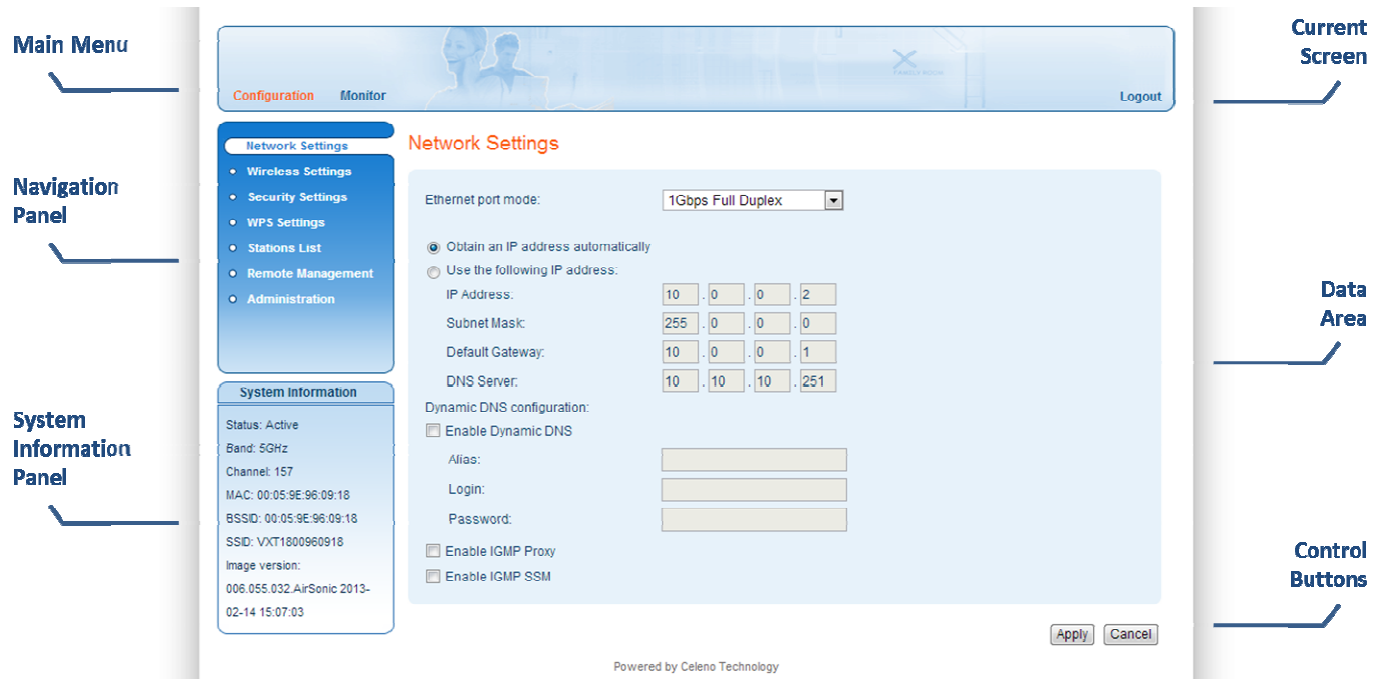 Main Menu
Current
Screen
FAMILY ROOM
Configuration Monitor
Logout
Network Settings
Wireless Settings
Security Settings
WPS Settings
Stations List
Remote Management
Administration
Navigation
Panel
System Information
Status: Active
Band: 5GHz
Channel: 157
MAC: 00:05:9E:96:09:18
BSSID: 00:05:9E:96:09:18
SSID: VXT1800960918
Image version:
006.055.032.AirSonic 2013-
02-14 15:07:03
System
Information
Panel
Network Settings
Ethernet port mode: 1Gbps Full Duplex
Obtain an IP address automatically
Use the following IP address:
IP Address: 10 . 0 . 0 . 2
Subnet Mask: 255 . 0 . 0 . 0
Default Gateway: 10 . 0 . 0 . 1
DNS Server: 10 . 10 . 10 . 251
Dynamic DNS configuration:
Enable Dynamic DNS
Alias:
Login:
Password:
Enable IGMP Proxy
Enable IGMP SSM
Data
Area
Apply Cancel
Control
Buttons
Powered by Celeno Technology